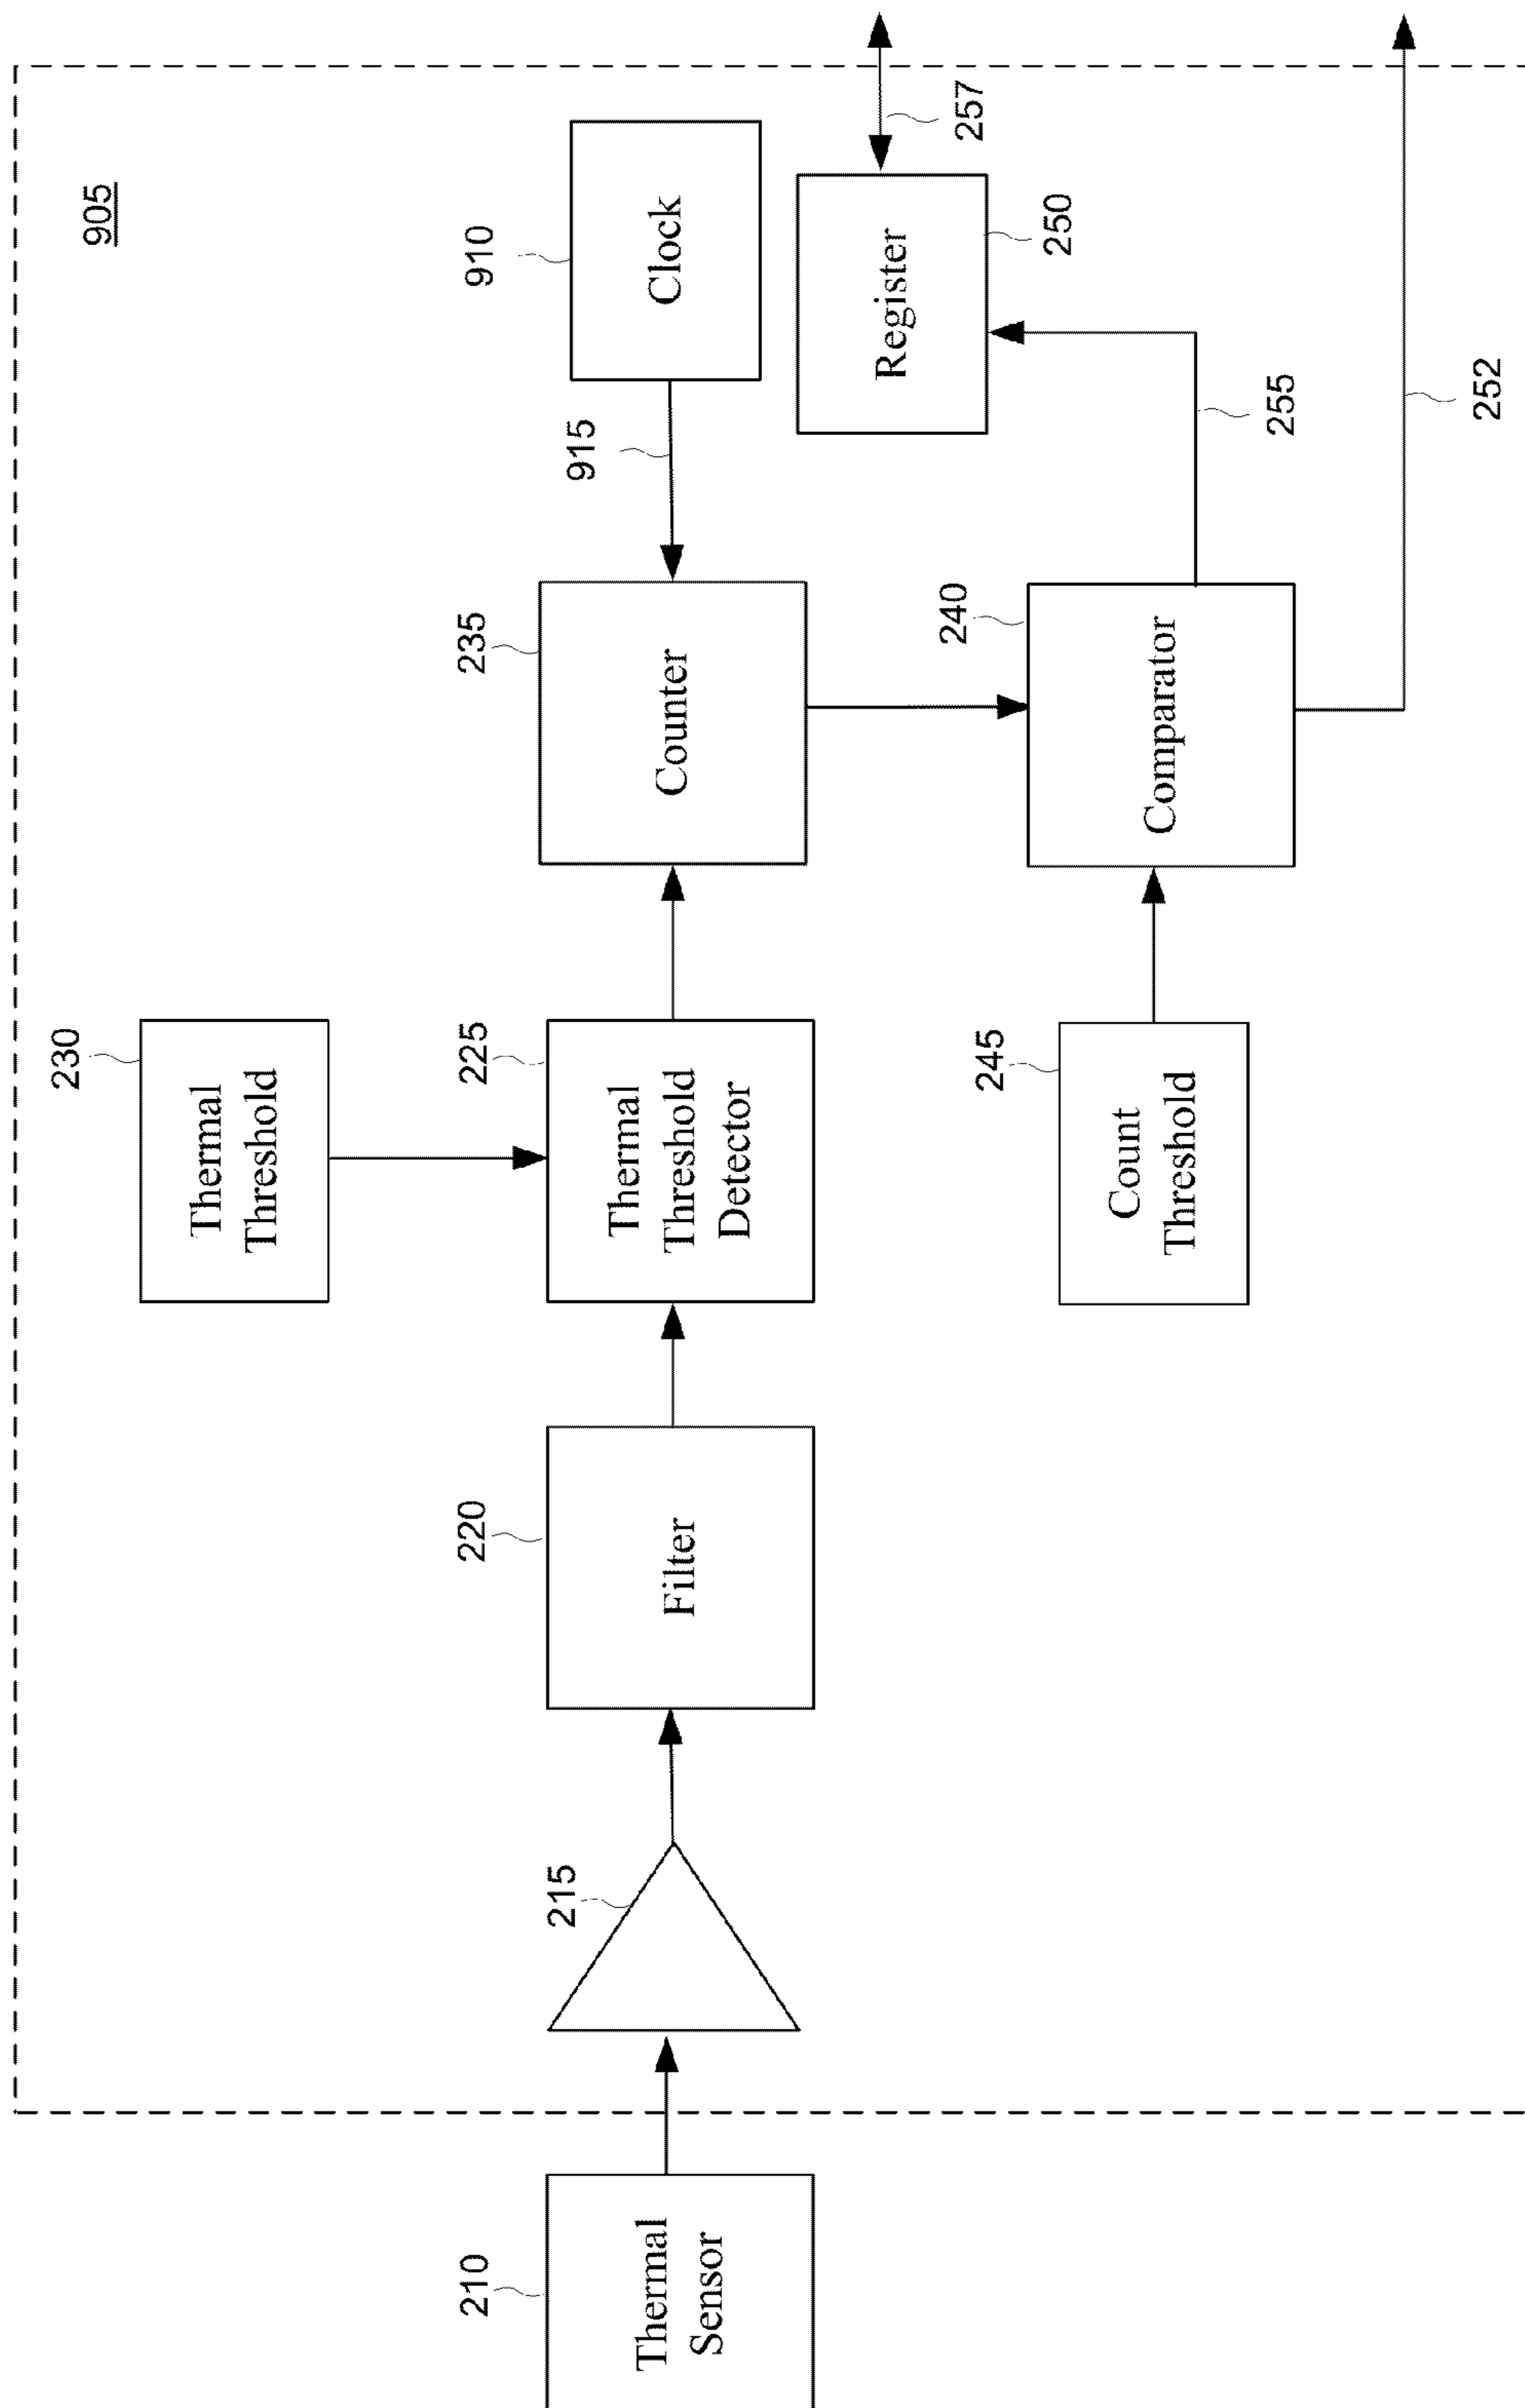 905
230
Thermal
Threshold
210
Thermal
Sensor
215
220
Filter
225
Thermal
Threshold
Detector
235
Counter
915
910
Clock
257
Register
250
245
Count
Threshold
240
Comparator
255
252